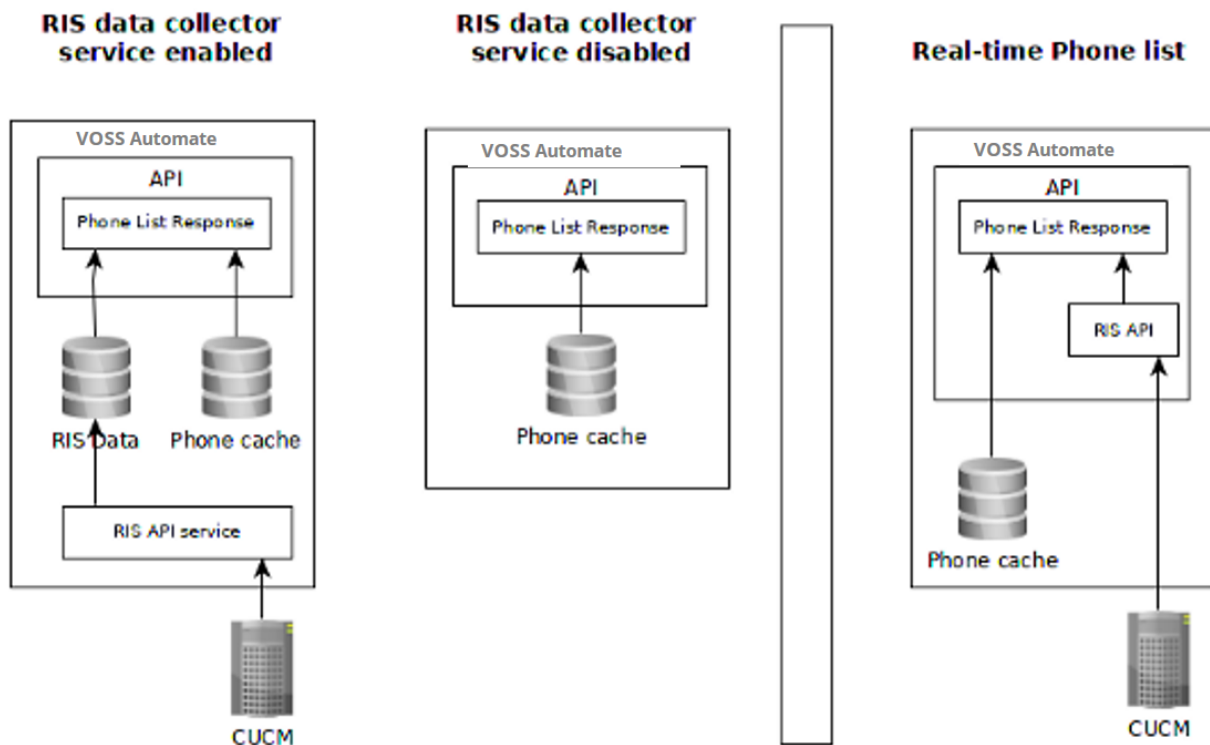 RIS data collector
service enabled
VOSS Automate
API
Phone List Response
RIS Data
Phone cache
RIS API service
CUCM
RIS data collector
service disabled
VOSS Automate
API
Phone List Response
Phone cache
Real-time Phone list
VOSS Automate
API
Phone List Response
RIS API
Phone cache
CUCM